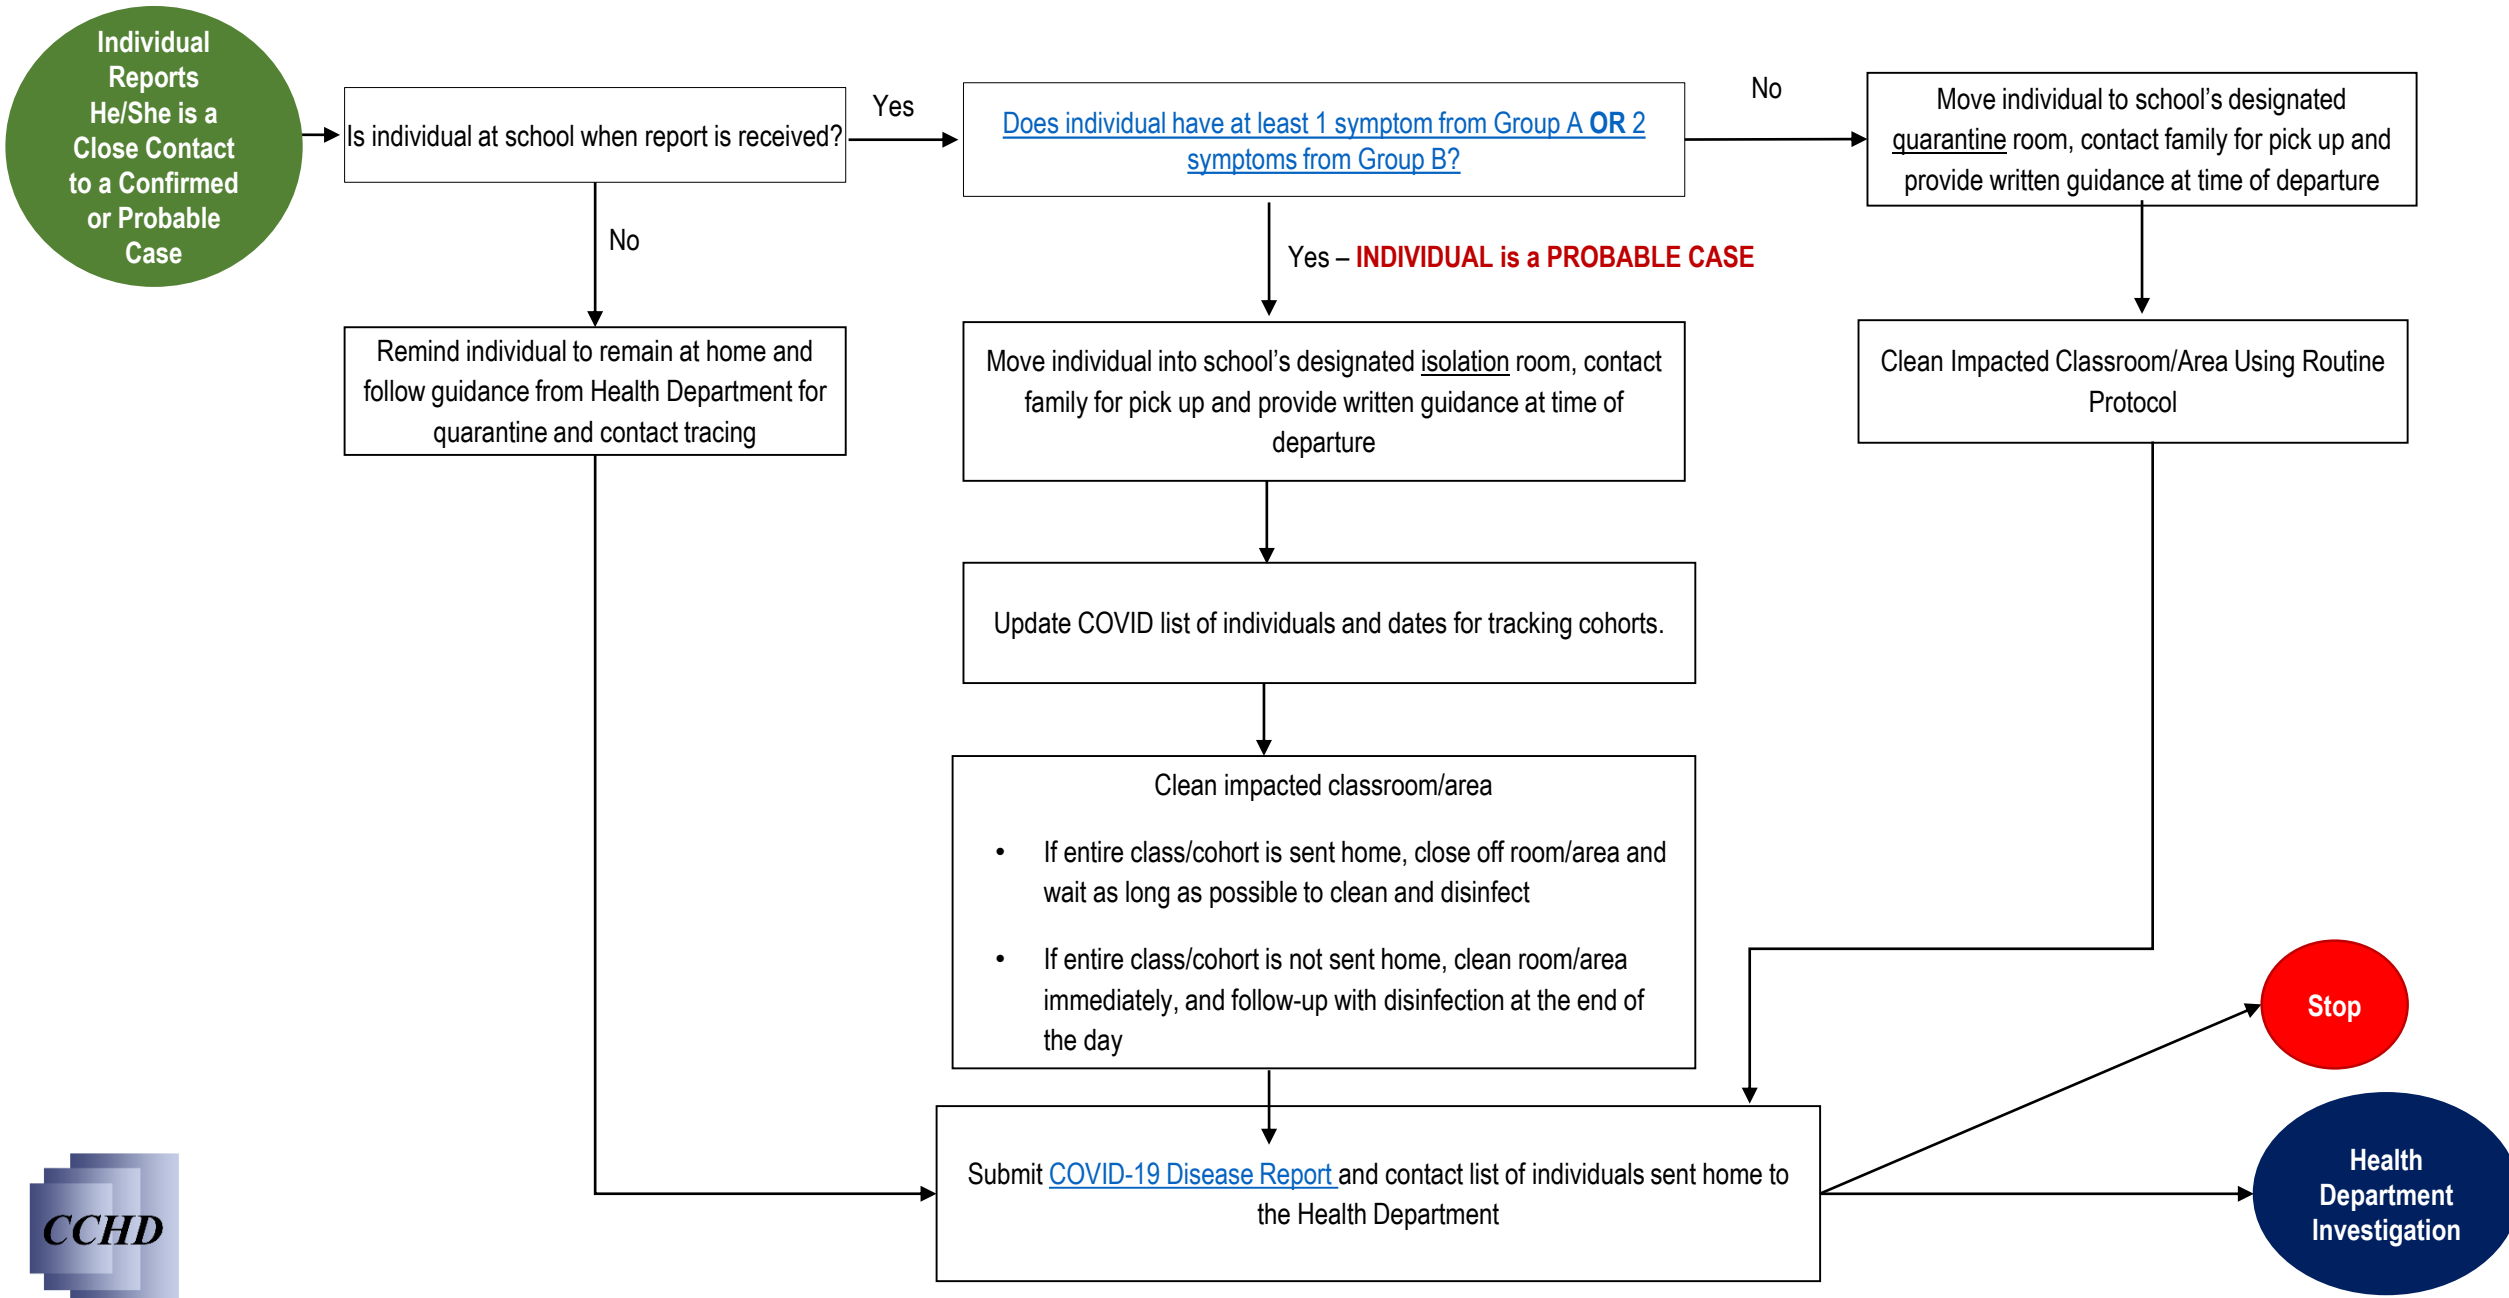 Individual
Reports
He/She is a
Close Contact
to a Confirmed
or Probable
Case
Is individual at school when report is received?
Yes
No
Does individual have at least 1 symptom from Group A OR 2
symptoms from Group B?
No
Yes – INDIVIDUAL is a PROBABLE CASE
Move individual to school’s designated
quarantine room, contact family for pick up and
provide written guidance at time of departure
Remind individual to remain at home and
follow guidance from Health Department for
quarantine and contact tracing
Move individual into school’s designated isolation room, contact
family for pick up and provide written guidance at time of
departure
Clean Impacted Classroom/Area Using Routine
Protocol
Update COVID list of individuals and dates for tracking cohorts.
Clean impacted classroom/area
• If entire class/cohort is sent home, close off room/area and
wait as long as possible to clean and disinfect
• If entire class/cohort is not sent home, clean room/area
immediately, and follow-up with disinfection at the end of
the day
Submit COVID-19 Disease Report and contact list of individuals sent home to
the Health Department
Stop
Health
Department
Investigation
CCHD